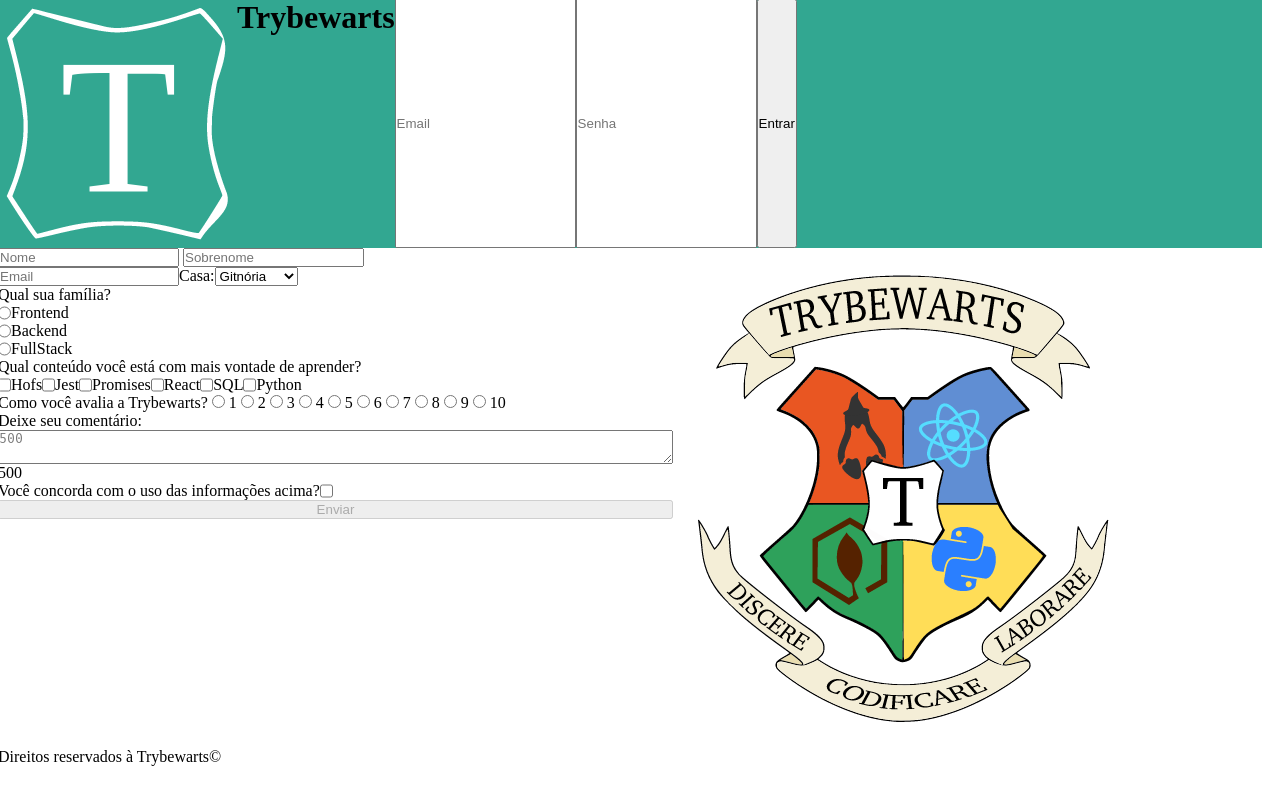 T
Trybewarts
Email
Senha
Entrar
Nome
Sobrenome
Email
Casa:
Gitnória
Qual sua família?
Frontend
Backend
FullStack
Qual conteúdo você está com mais vontade de aprender?
Hofs Jest Promises React SQL Python
Como você avalia a Trybewarts? 1 2 3 4 5 6 7 8 9 10
Deixe seu comentário:
500
500
Você concorda com o uso das informações acima?
Enviar
TRYBEWARTS
T
DISCERE
CODIFICARE
LABORARE
Direitos reservados à Trybewarts©